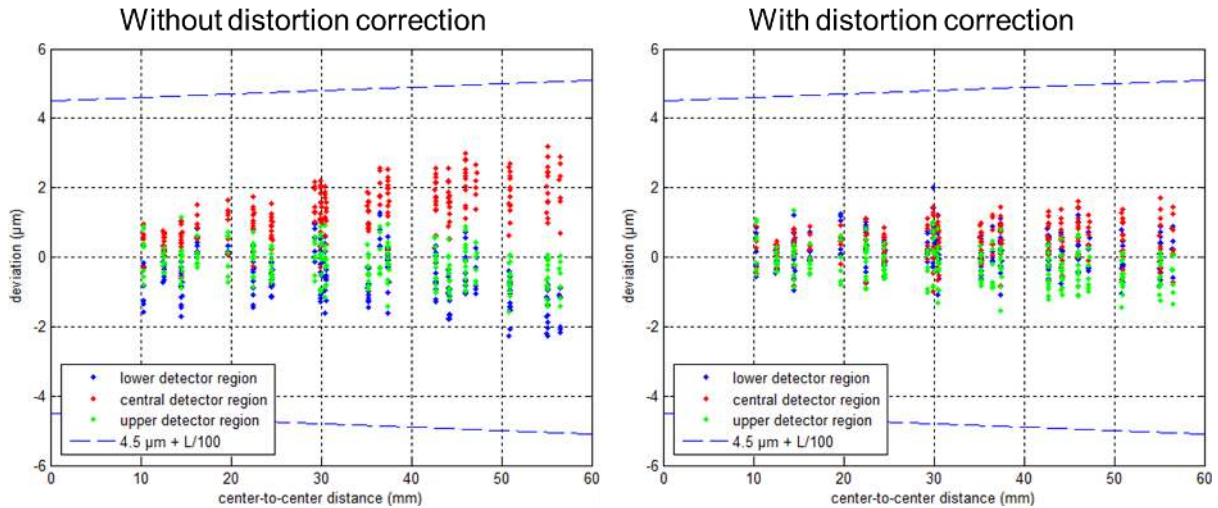 Without distortion correction
6
4
2
0
-2
-4
-6
deviation (µm)
lower detector region
central detector region
upper detector region
4.5 µm + L/100
0 10 20 30 40 50 60
center-to-center distance (mm)
With distortion correction
6
4
2
0
-2
-4
-6
deviation (µm)
lower detector region
central detector region
upper detector region
4.5 µm + L/100
0 10 20 30 40 50 60
center-to-center distance (mm)